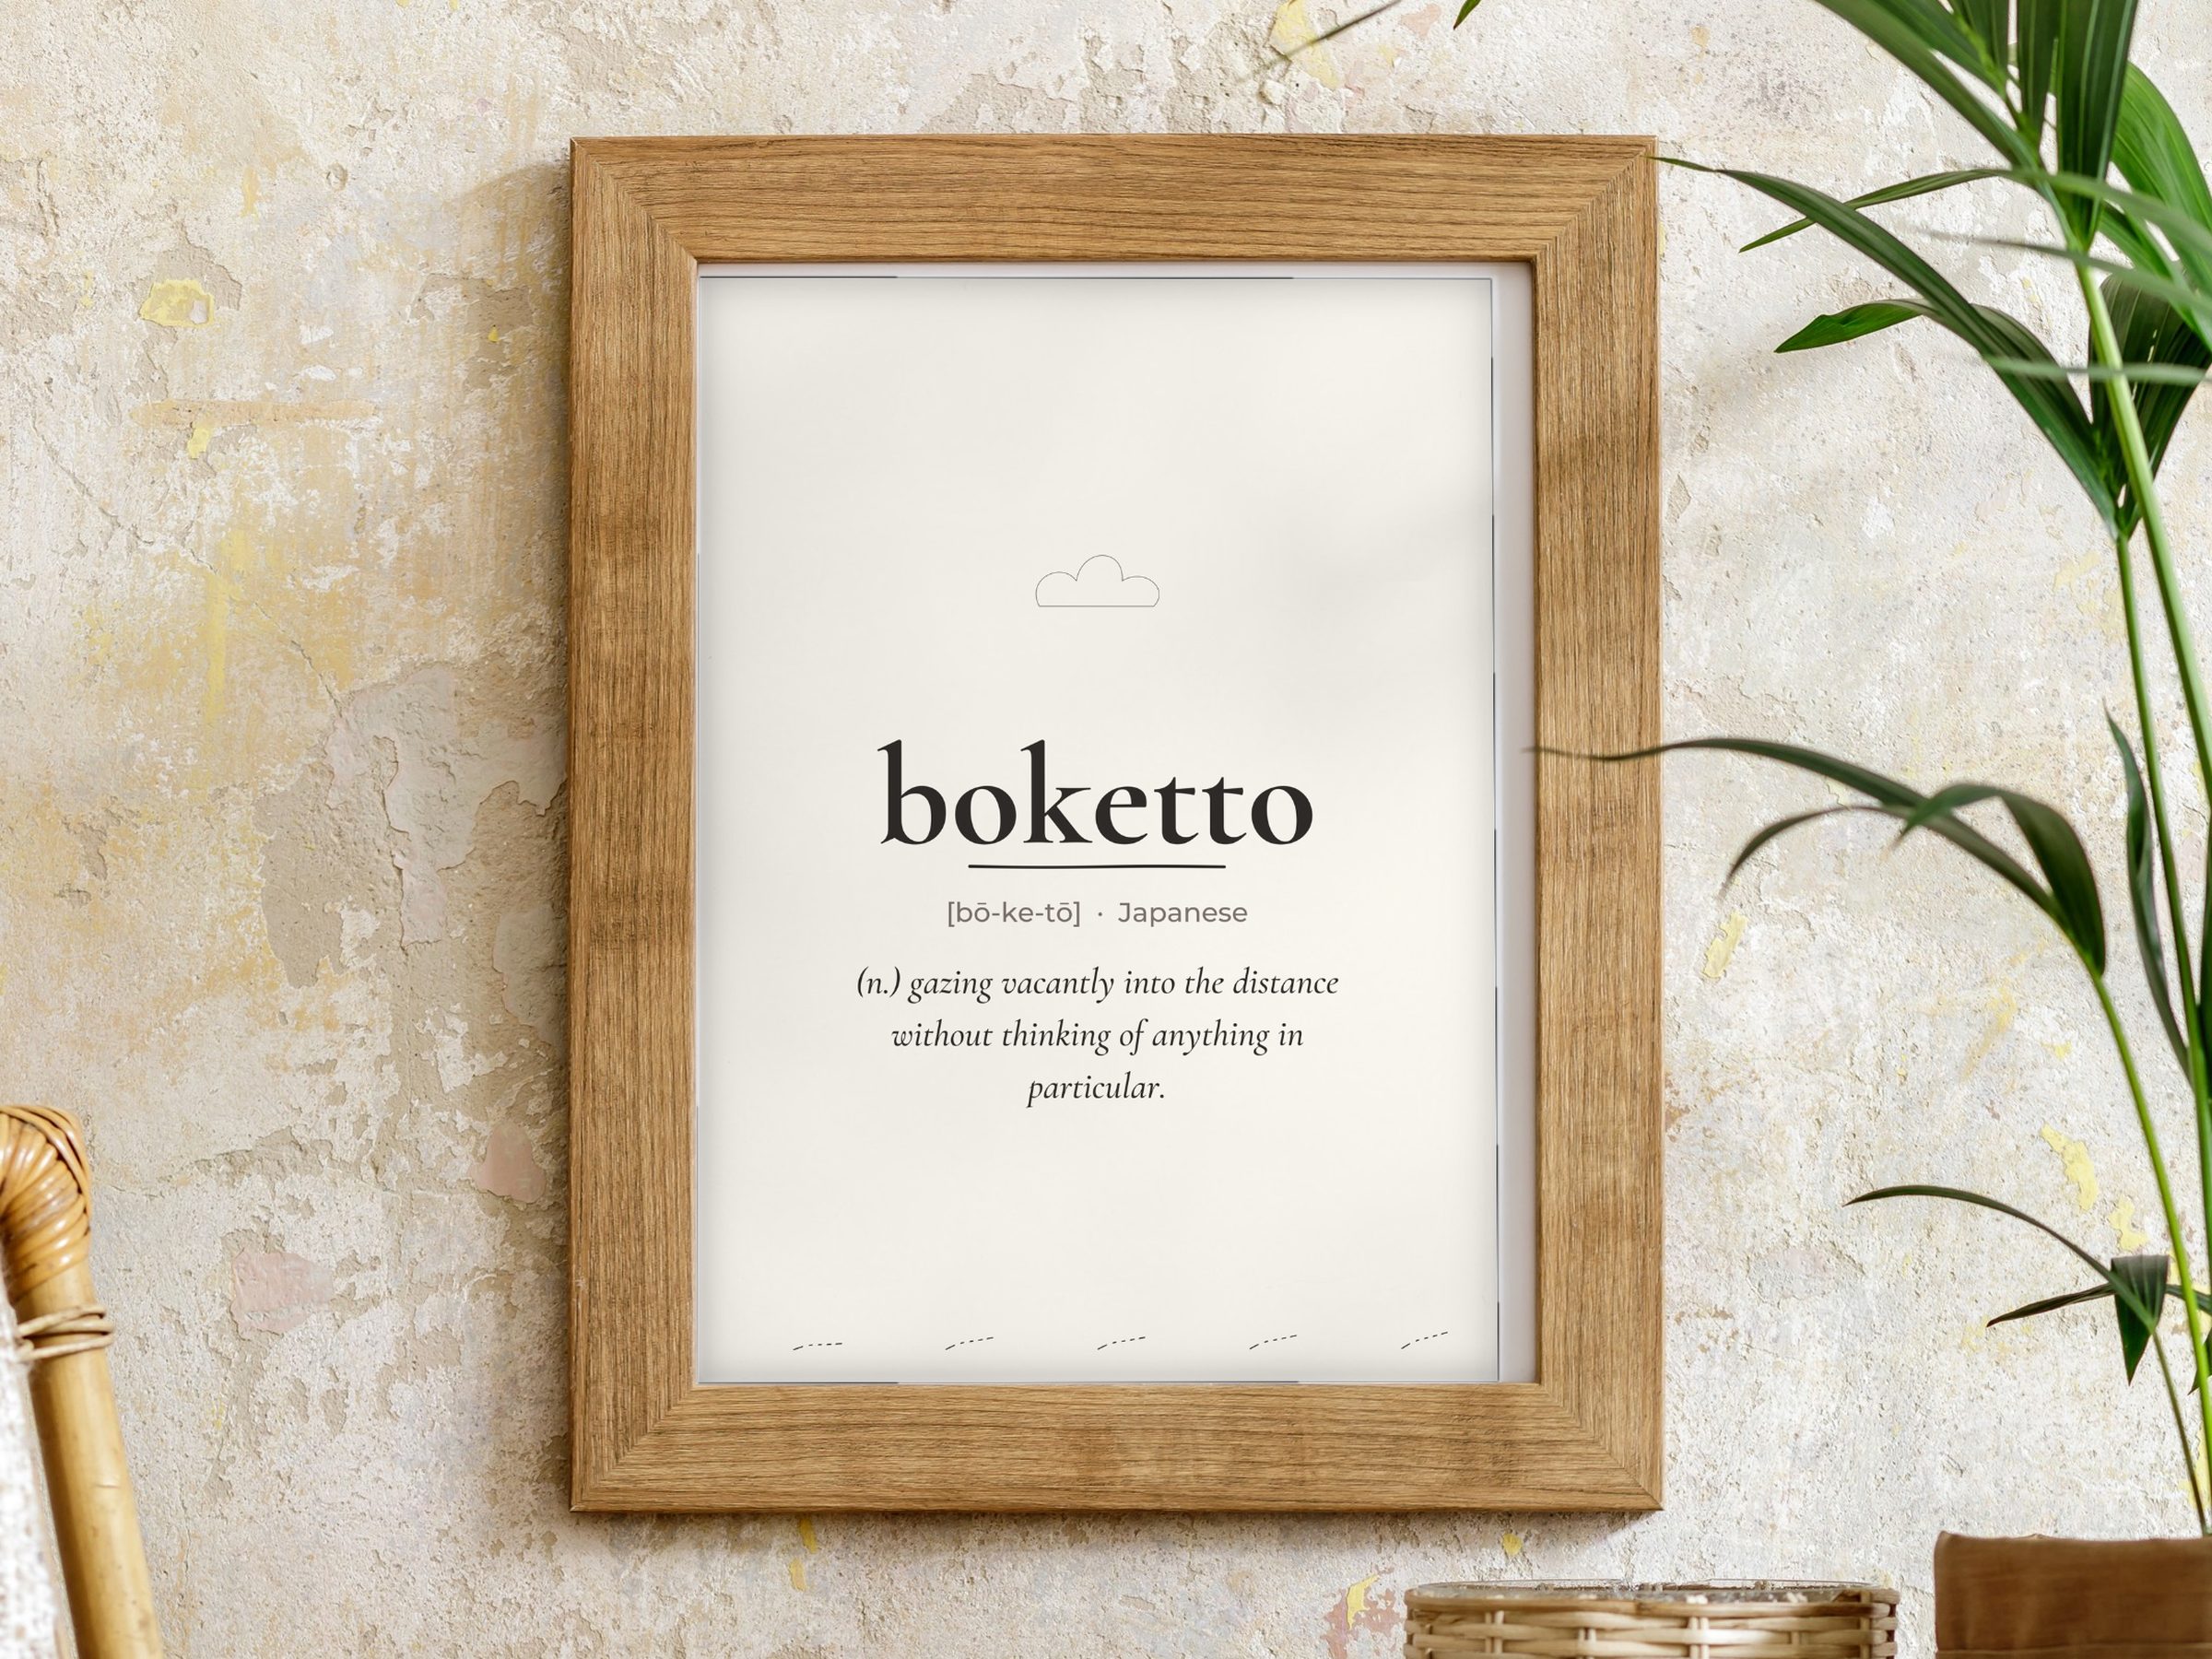 boketto
[bō-ke-tō] · Japanese
(n.) gazing vacantly into the distance
without thinking of anything in
particular.